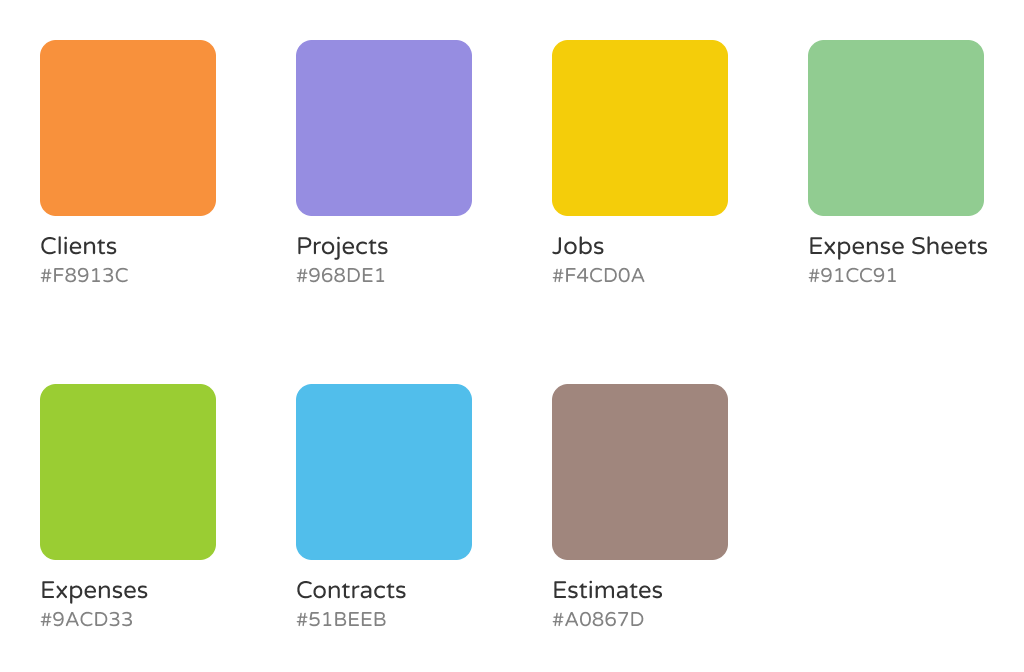 Clients
#F8913C
Projects
#968DE1
Jobs
#F4CD0A
Expense Sheets
#91CC91
Expenses
#9ACD33
Contracts
#51BEEB
Estimates
#A0867D